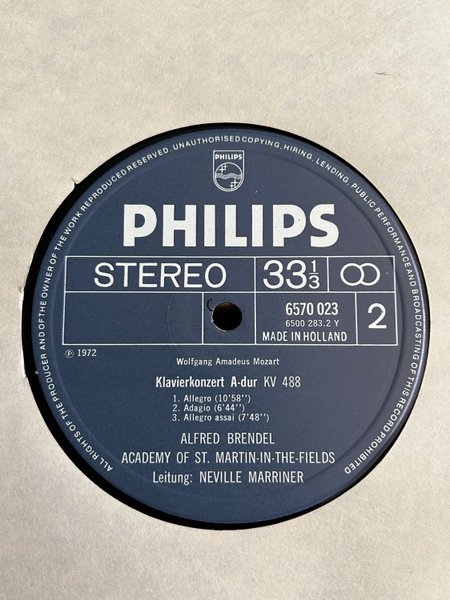 ALL RIGHTS OF THE PRODUCER AND OF THE OWNER OF THE WORK REPRODUCED RESERVED. UNAUTHORISED COPYING, HIRING, LENDING, PUBLIC PERFORMANCE AND BROADCASTING OF THIS RECORD PROHIBITED
PHILIPS
PHILIPS
STEREO 33 1/3
6570 023
6500 283.2 Y
MADE IN HOLLAND
2
Ⓟ 1972
Wolfgang Amadeus Mozart
Klavierkonzert A-dur KV 488
1. Allegro (10'58'')
2. Adagio (6'44'')
3. Allegro assai (7'48'')
ALFRED BRENDEL
ACADEMY OF ST. MARTIN-IN-THE-FIELDS
Leitung: NEVILLE MARRINER